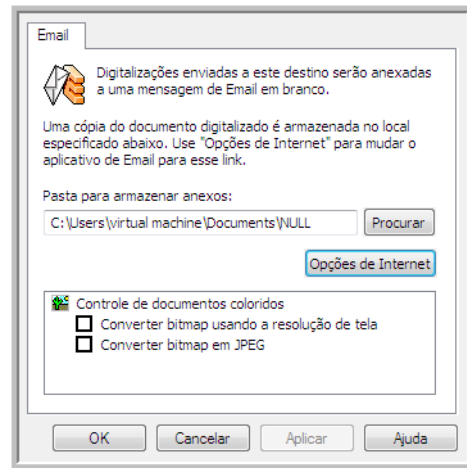 Email
Digitalizações enviadas a este destino serão anexadas
a uma mensagem de Email em branco.
Uma cópia do documento digitalizado é armazenada no local
especificado abaixo. Use "Opções de Internet" para mudar o
aplicativo de Email para esse link.
Pasta para armazenar anexos:
C:\Users\virtual machine\Documents\NULL Procurar
Opções de Internet
Controle de documentos coloridos
Converter bitmap usando a resolução de tela
Converter bitmap em JPEG
OK Cancelar Aplicar Ajuda